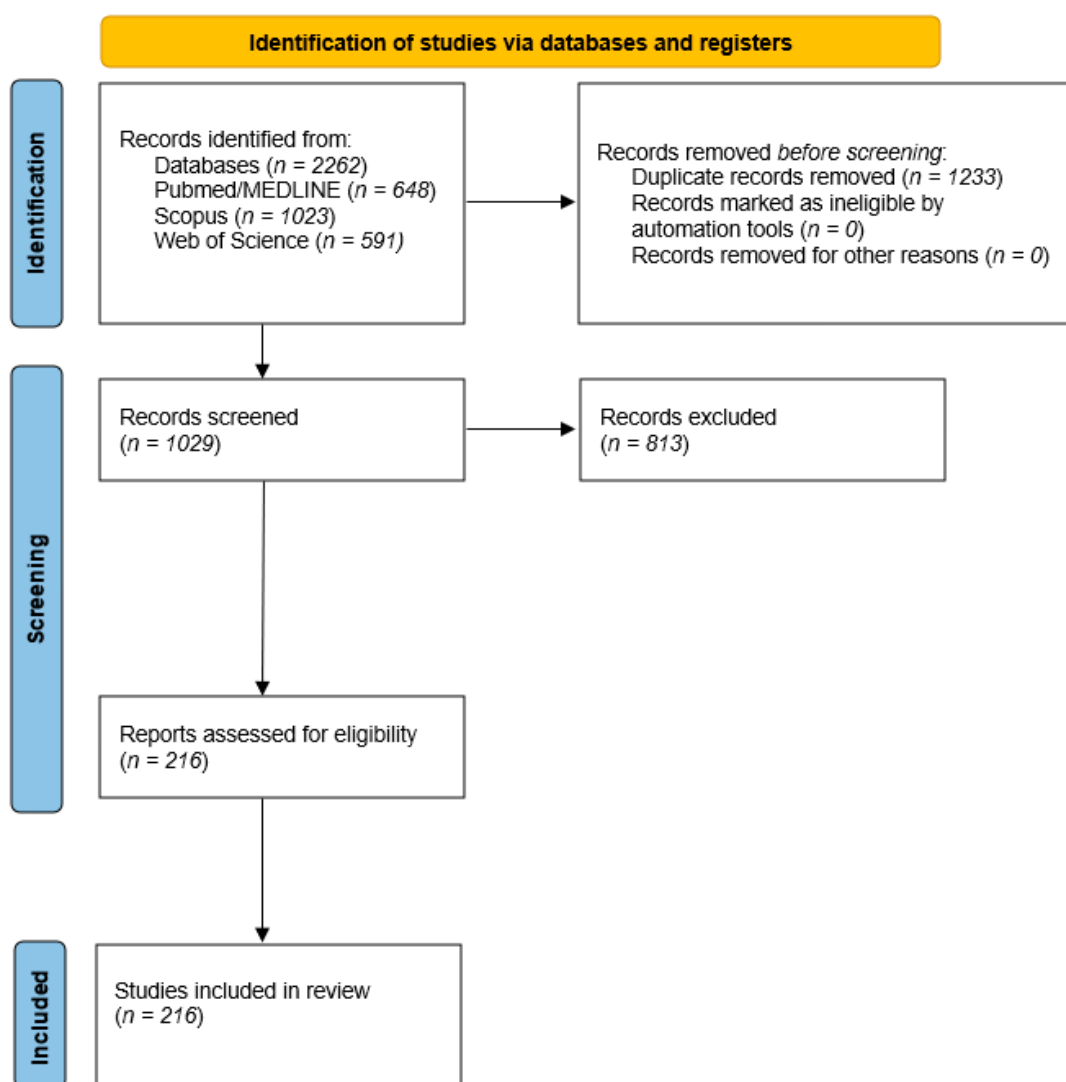 Identification of studies via databases and registers
Identification
Records identified from:
Databases (n = 2262)
Pubmed/MEDLINE (n = 648)
Scopus (n = 1023)
Web of Science (n = 591)
Records removed before screening:
Duplicate records removed (n = 1233)
Records marked as ineligible by
automation tools (n = 0)
Records removed for other reasons (n = 0)
Screening
Records screened
(n = 1029)
Records excluded
(n = 813)
Reports assessed for eligibility
(n = 216)
Included
Studies included in review
(n = 216)